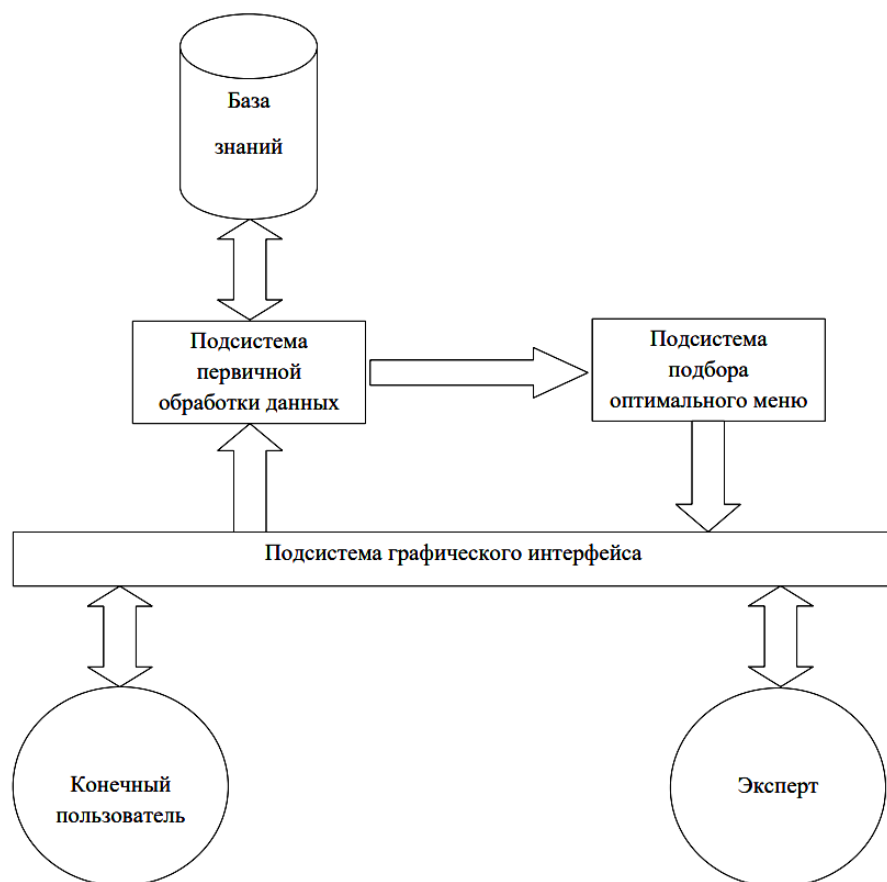 База
знаний
Подсистема
первичной
обработки данных
Подсистема
подбора
оптимального меню
Подсистема графического интерфейса
Конечный
пользователь
Эксперт